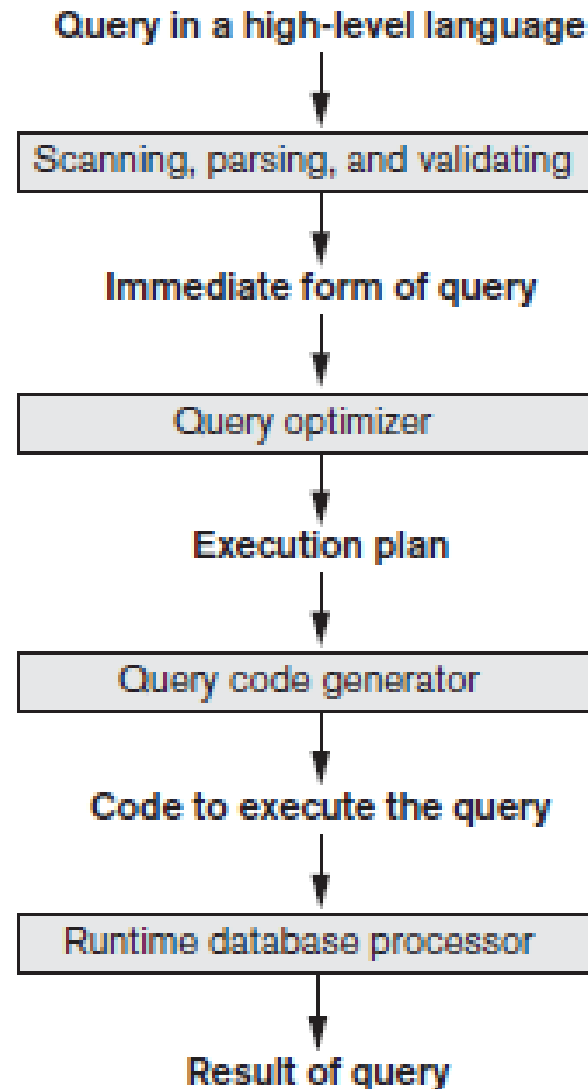 Query in a high-level language
Scanning, parsing, and validating
Immediate form of query
Query optimizer
Execution plan
Query code generator
Code to execute the query
Runtime database processor
Result of query